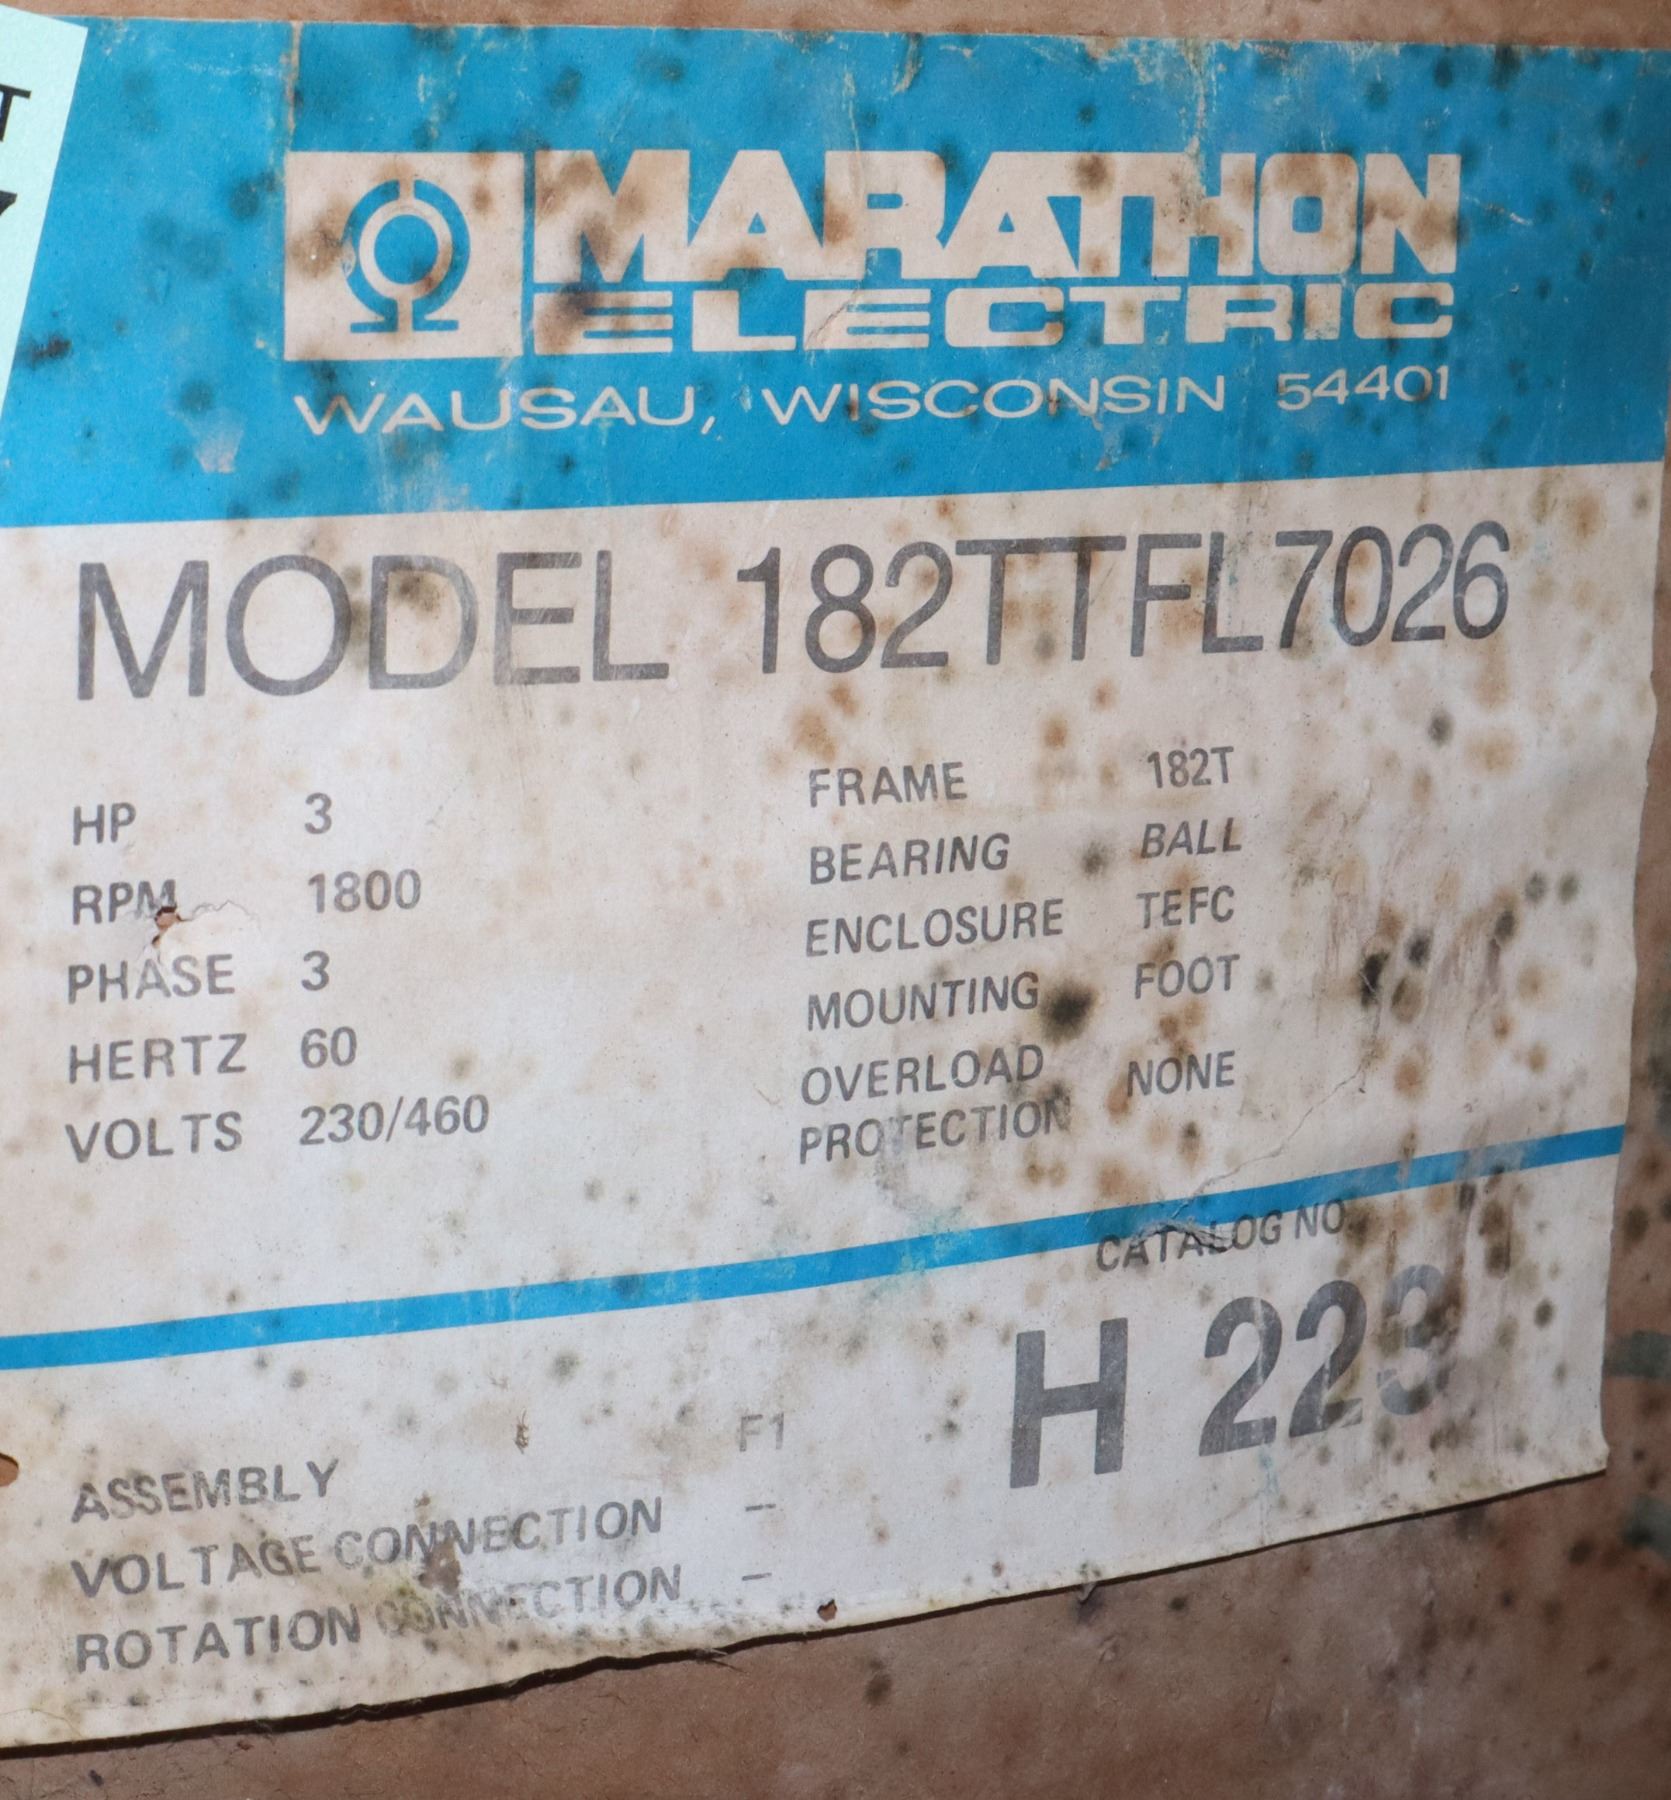 MARATHON
ELECTRIC
WAUSAU, WISCONSIN 54401
MODEL 182TTFL7026
HP 3
RPM 1800
PHASE 3
HERTZ 60
VOLTS 230/460
FRAME 182T
BEARING BALL
ENCLOSURE TEFC
MOUNTING FOOT
OVERLOAD PROTECTION NONE
CATALOG NO.
H 223
ASSEMBLY F1
VOLTAGE CONNECTION –
ROTATION CONNECTION –